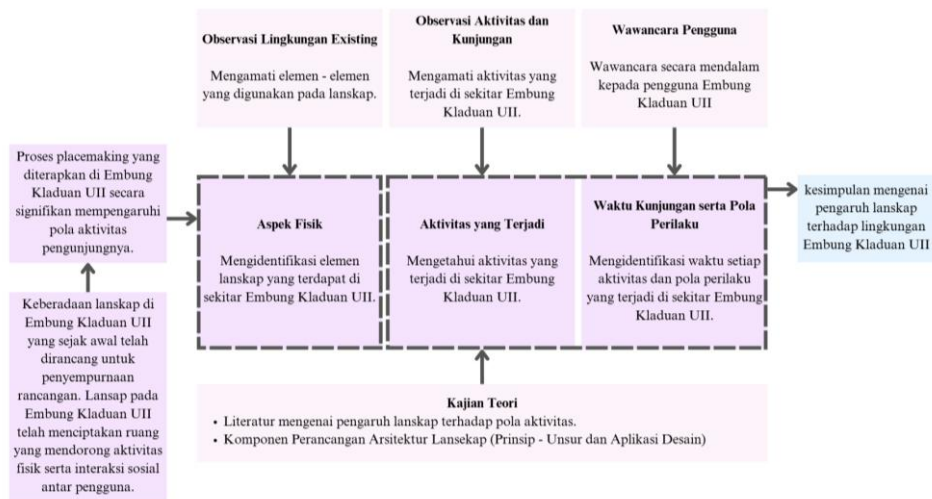 Observasi Lingkungan Existing
Mengamati elemen - elemen
yang digunakan pada lanskap.
Observasi Aktivitas dan
Kunjungan
Mengamati aktivitas yang
terjadi di sekitar Embung
Kladuan UII.
Wawancara Pengguna
Wawancara secara mendalam
kepada pengguna Embung
Kladuan UII
Proses placemaking yang
diterapkan di Embung
Kladuan UII secara
signifikan mempengaruhi
pola aktivitas
pengunjungnya.
Keberadaan lanskap di
Embung Kladuan UII
yang sejak awal telah
dirancang untuk
penyempurnaan
rancangan. Lansap pada
Embung Kladuan UII
telah menciptakan ruang
yang mendorong aktivitas
fisik serta interaksi sosial
antar pengguna.
Aspek Fisik
Mengidentifikasi elemen
lanskap yang terdapat di
sekitar Embung Kladuan UII.
Aktivitas yang Terjadi
Mengetahui aktivitas yang
terjadi di sekitar Embung
Kladuan UII.
Waktu Kunjungan serta Pola
Perilaku
Mengidentifikasi waktu setiap
aktivitas dan pola perilaku
yang terjadi di sekitar Embung
Kladuan UII.
kesimpulan mengenai
pengaruh lanskap
terhadap lingkungan
Embung Kladuan UII
Kajian Teori
• Literatur mengenai pengaruh lanskap terhadap pola aktivitas.
• Komponen Perancangan Arsitektur Lansekap (Prinsip - Unsur dan Aplikasi Desain)